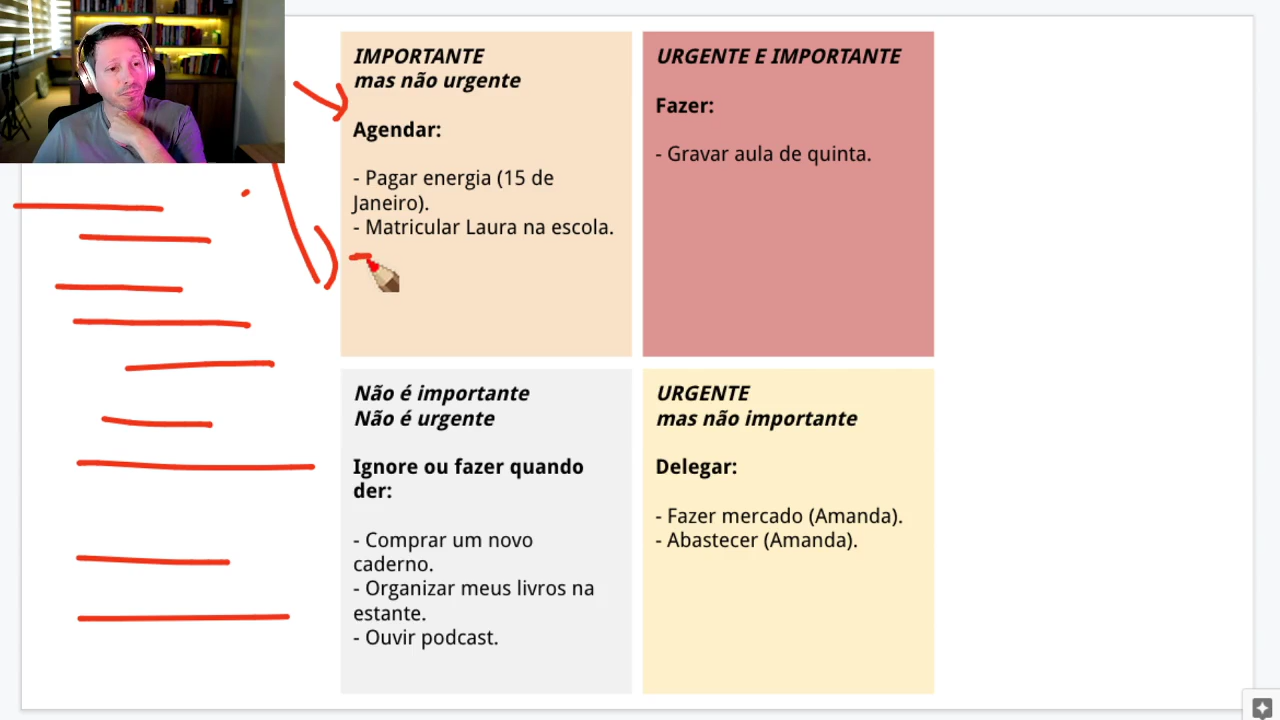 IMPORTANTE
mas não urgente
Agendar:
- Pagar energia (15 de
Janeiro).
- Matricular Laura na escola.
URGENTE E IMPORTANTE
Fazer:
- Gravar aula de quinta.
Não é importante
Não é urgente
Ignore ou fazer quando
der:
- Comprar um novo
caderno.
- Organizar meus livros na
estante.
- Ouvir podcast.
URGENTE
mas não importante
Delegar:
- Fazer mercado (Amanda).
- Abastecer (Amanda).